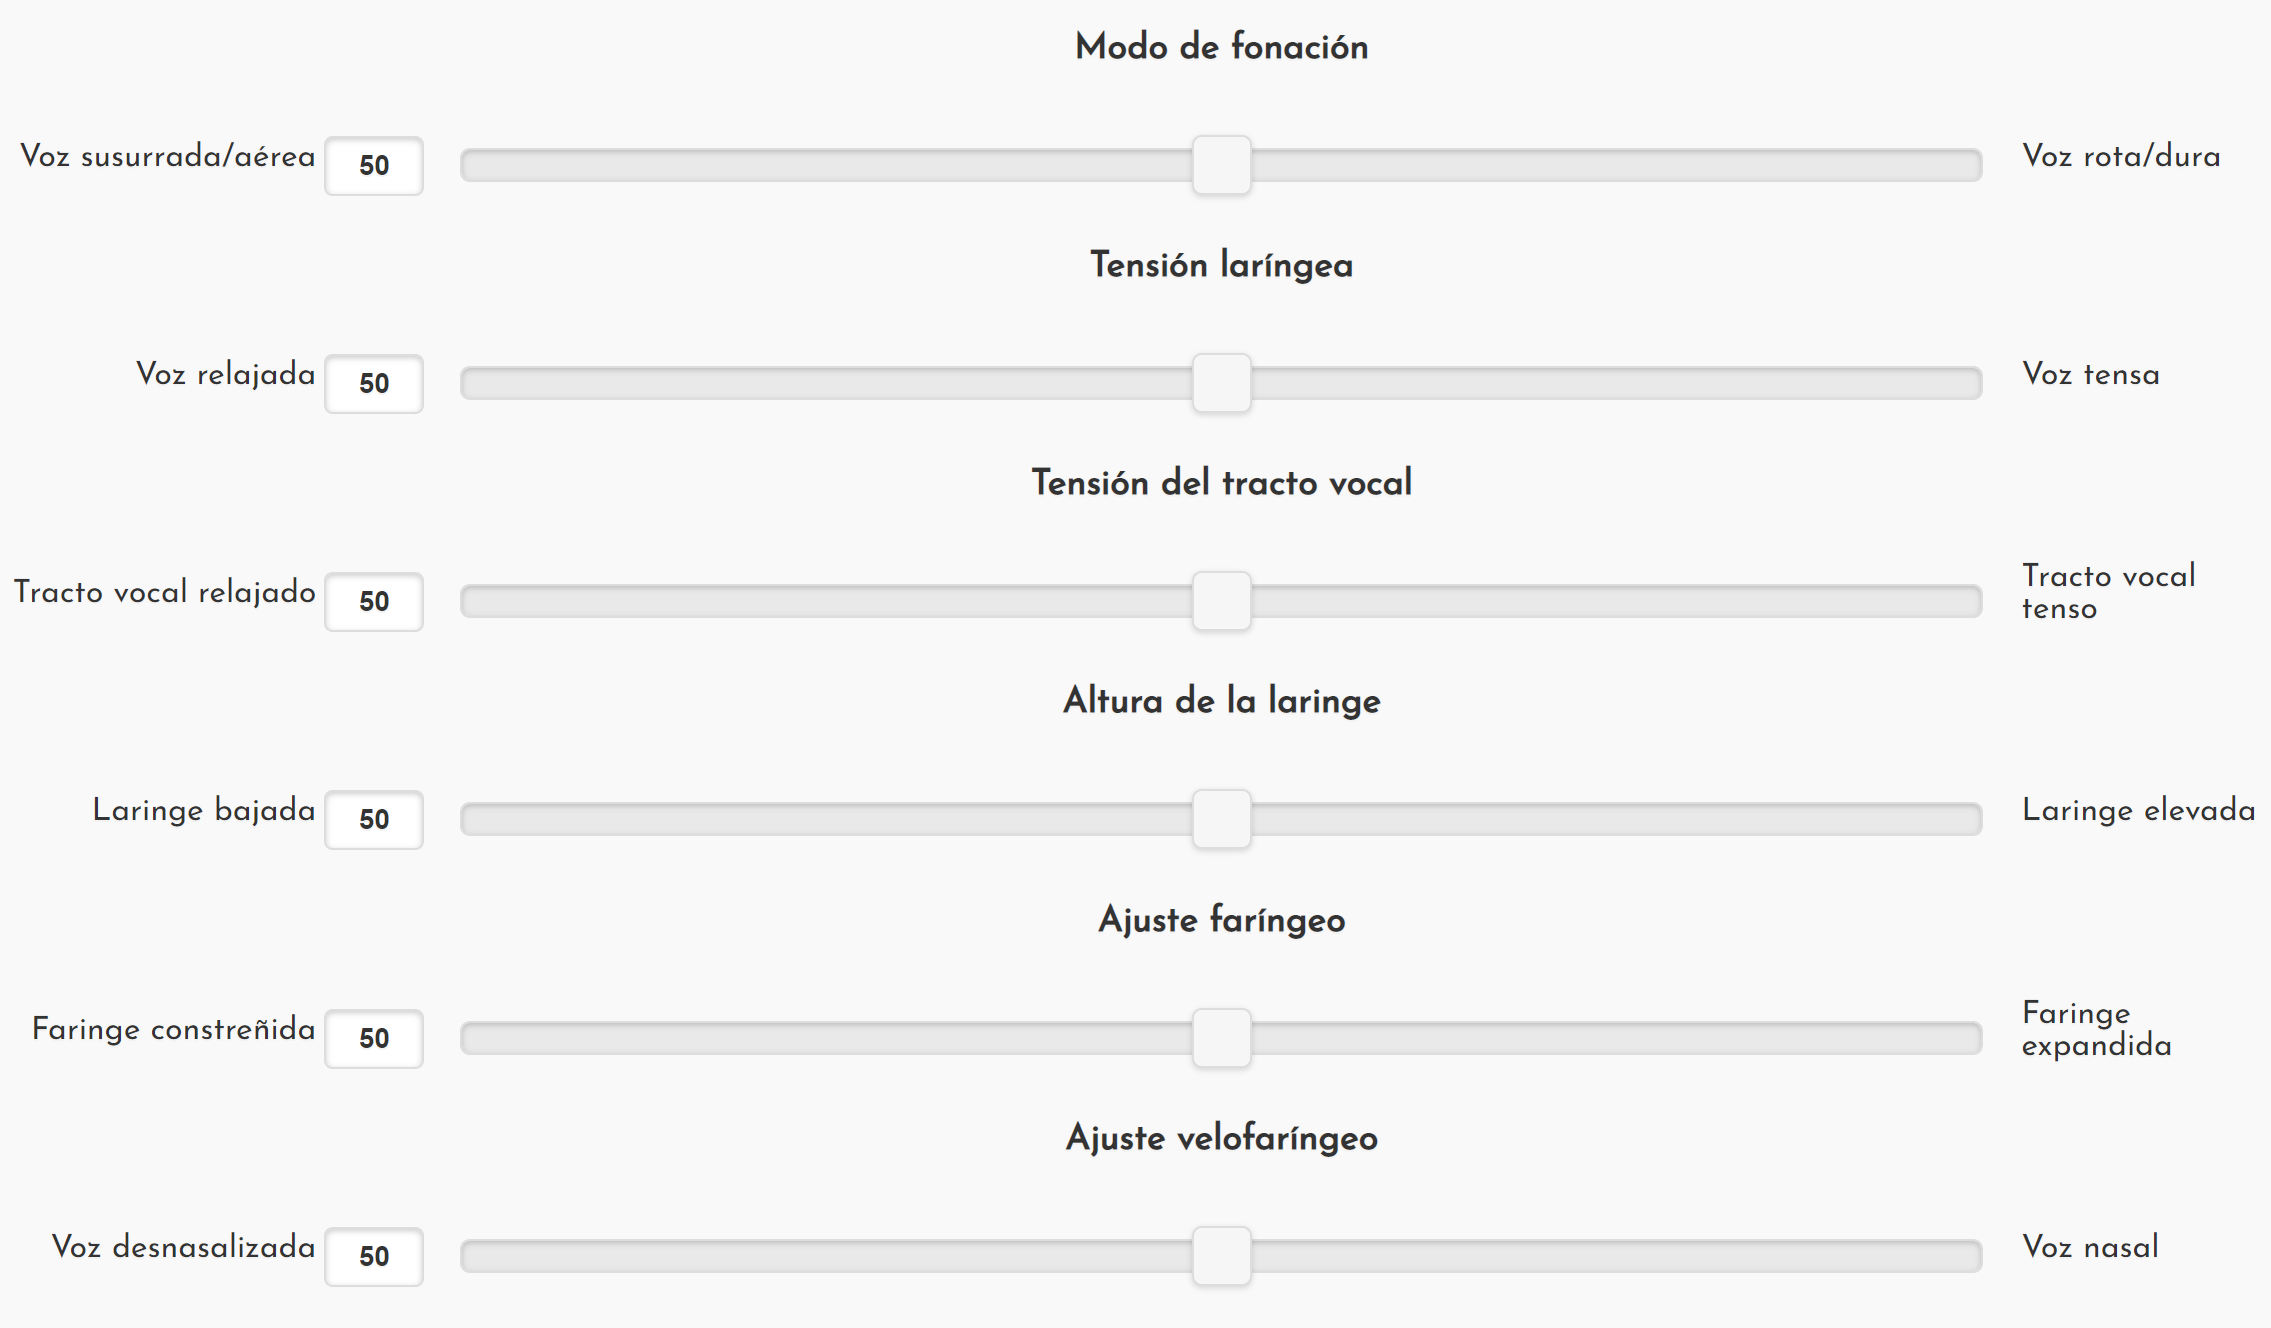 Modo de fonación
Voz susurrada/aérea 50 Voz rota/dura
Tensión laríngea
Voz relajada 50 Voz tensa
Tensión del tracto vocal
Tracto vocal relajado 50 Tracto vocal
tenso
Altura de la laringe
Laringe bajada 50 Laringe elevada
Ajuste faríngeo
Faringe constreñida 50 Faringe
expandida
Ajuste velofaríngeo
Voz desnasalizada 50 Voz nasal